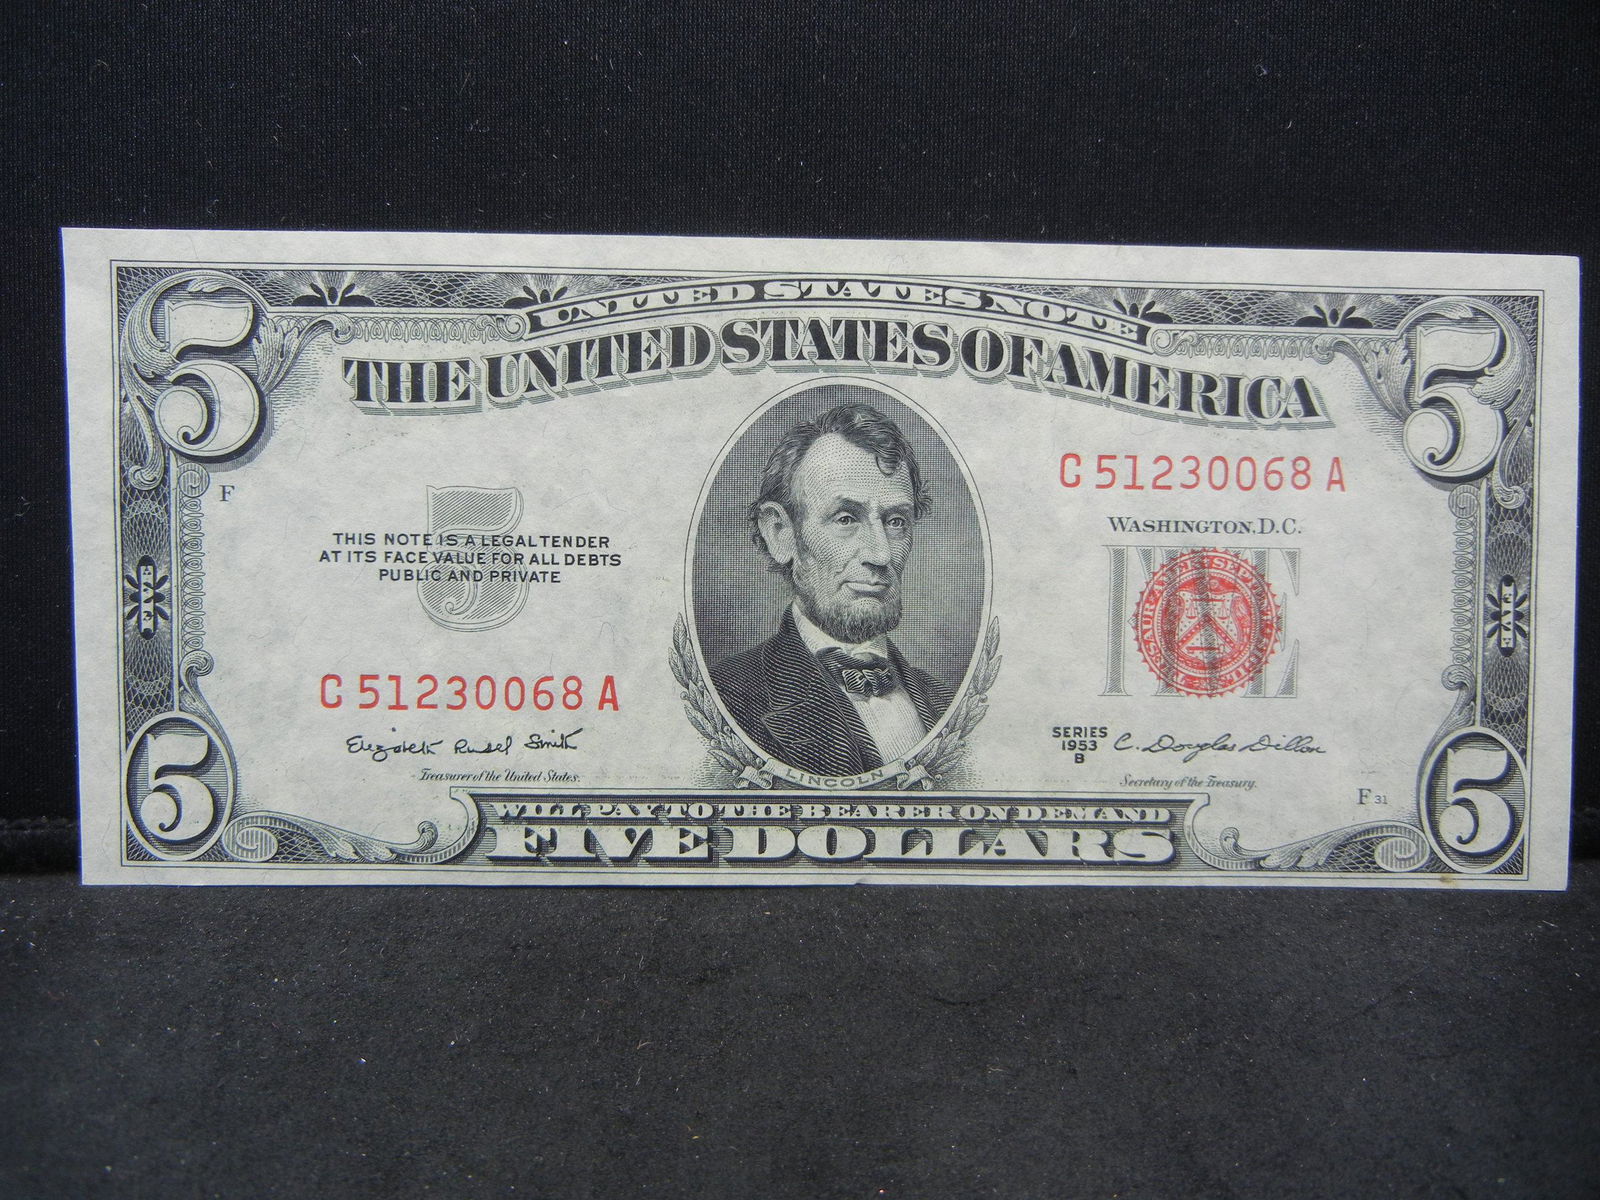 UNITED STATES NOTE
THE UNITED STATES OF AMERICA
5
5
F
C 51230068 A
WASHINGTON, D.C.
5
THIS NOTE IS A LEGAL TENDER
AT ITS FACE VALUE FOR ALL DEBTS
PUBLIC AND PRIVATE
FIVE
FIVE
C 51230068 A
Elizabeth Rudel Smith
Treasurer of the United States.
LINCOLN
SERIES
1953
B
C. Douglas Dillon
Secretary of the Treasury.
F 31
5
5
WILL PAY TO THE BEARER ON DEMAND
FIVE DOLLARS